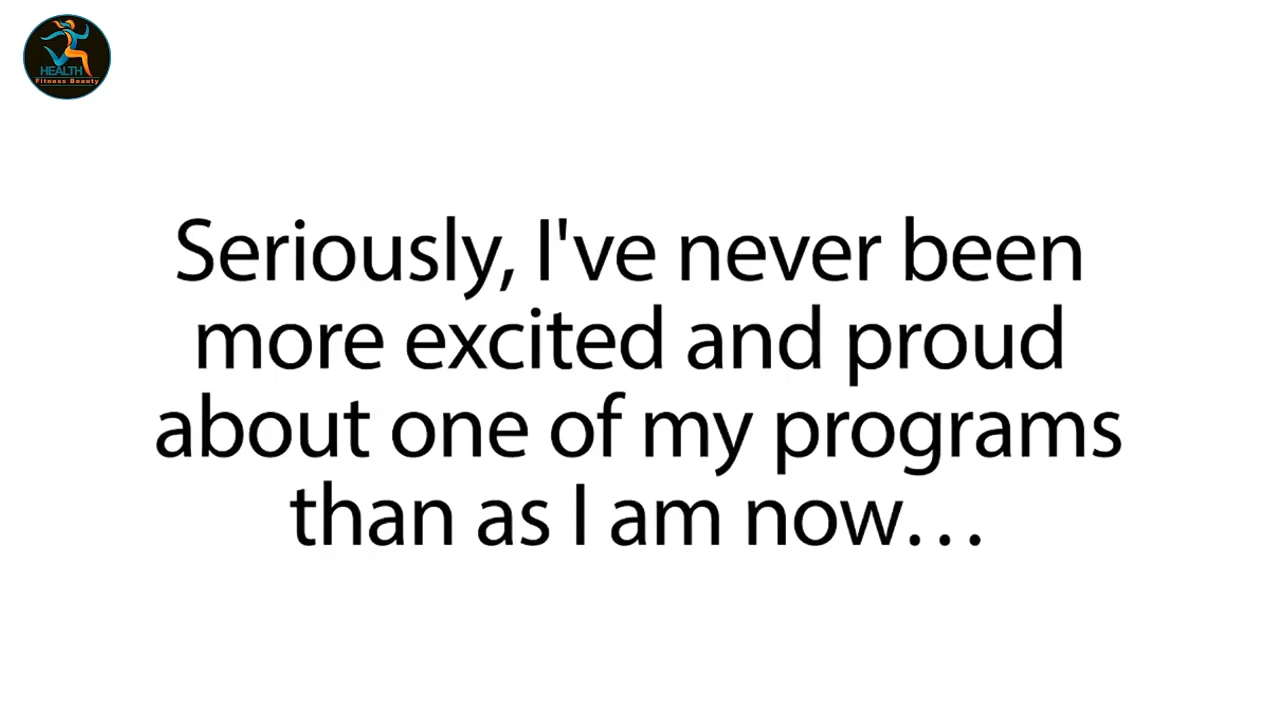 HEALTH
Fitness Beauty
Seriously, I've never been
more excited and proud
about one of my programs
than as I am now...